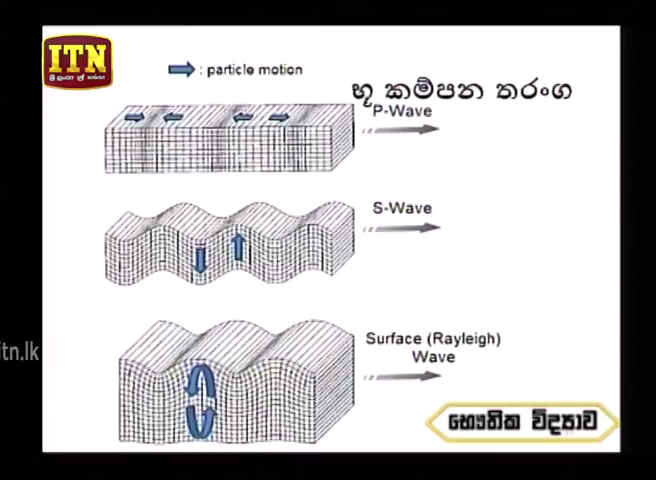 ITN
: particle motion
භූ කම්පන තරංග
P-Wave
S-Wave
itn.lk
Surface (Rayleigh)
Wave
භෞතික විද්‍යාව